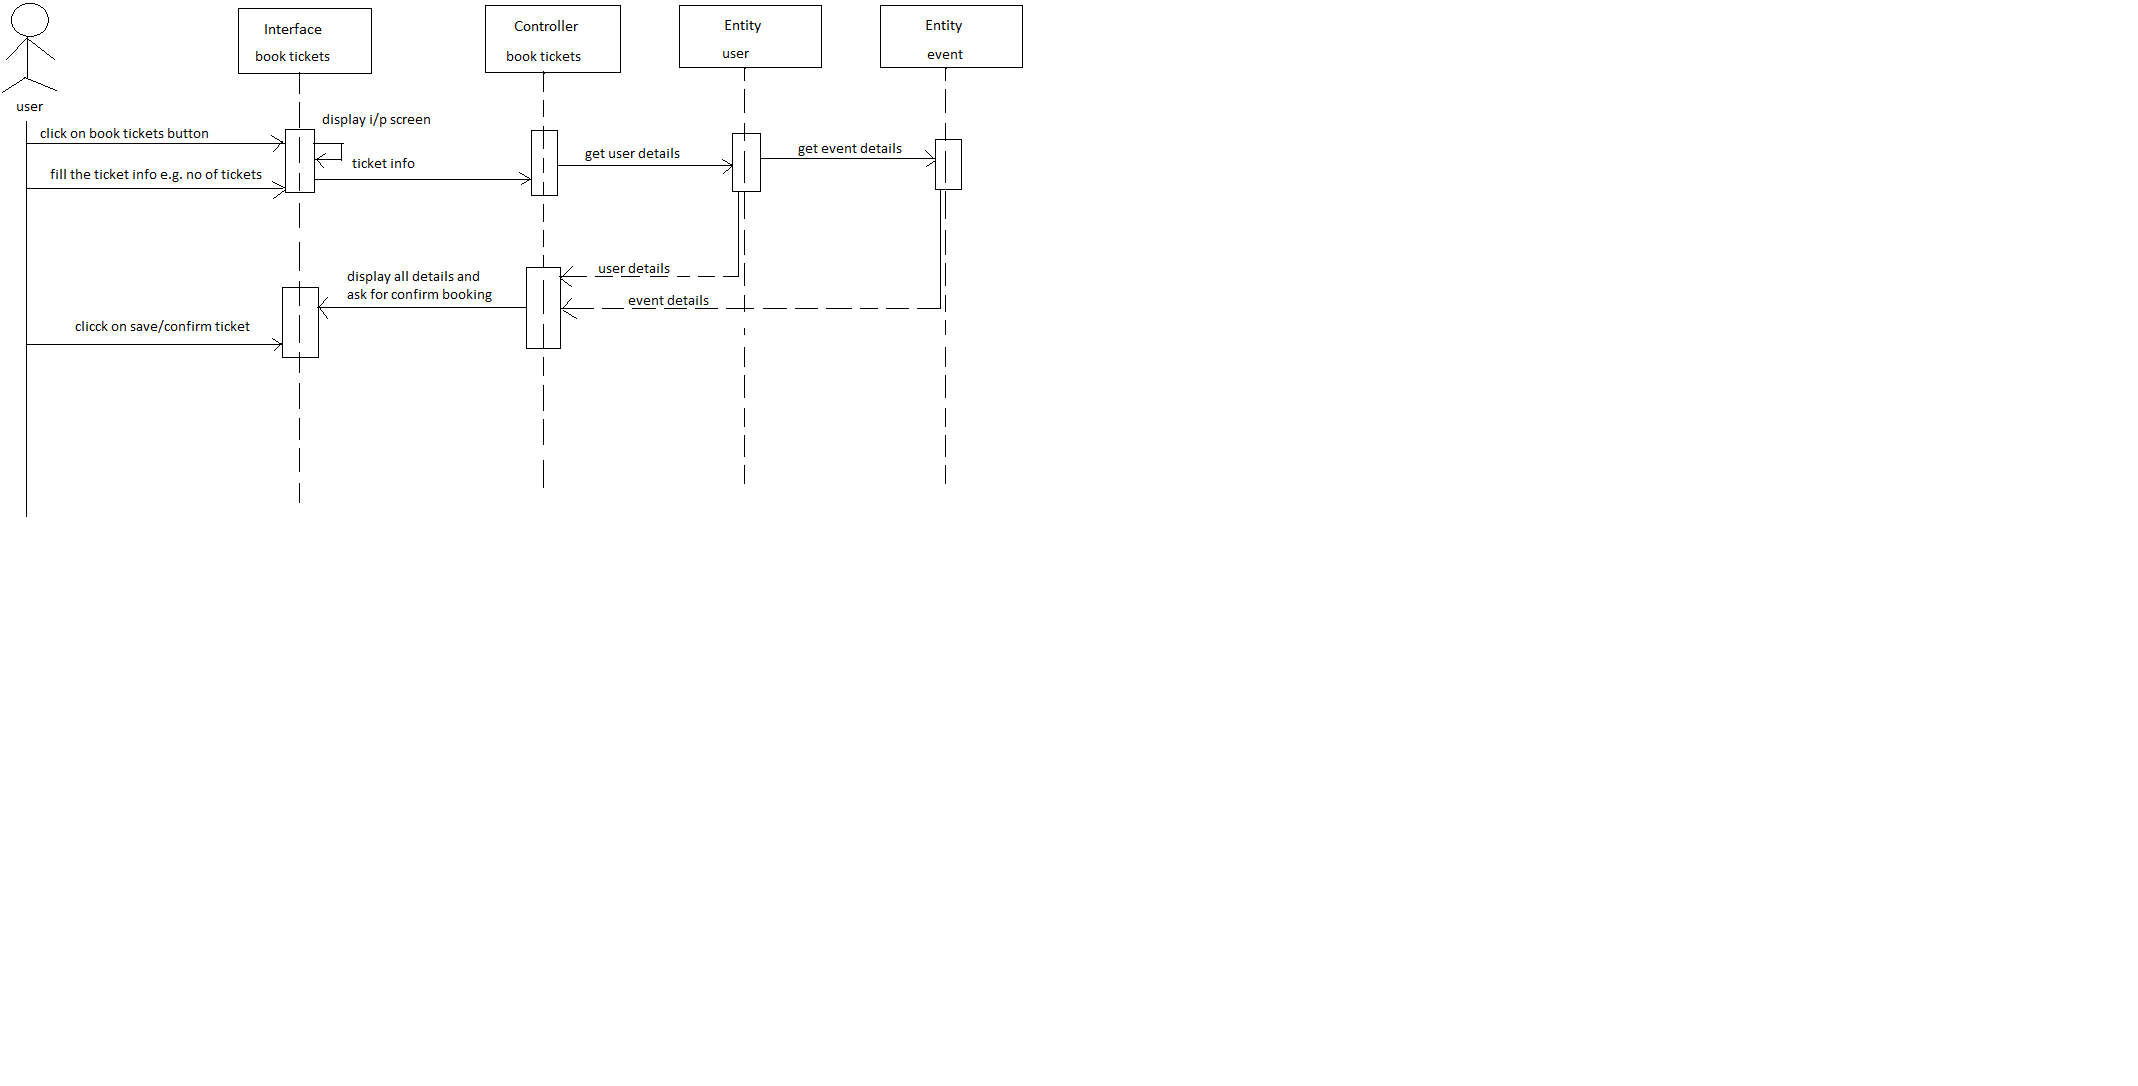 Interface
book tickets
Controller
book tickets
Entity
user
Entity
event
user
click on book tickets button
display i/p screen
fill the ticket info e.g. no of tickets
ticket info
get user details
get event details
user details
event details
display all details and
ask for confirm booking
clicck on save/confirm ticket